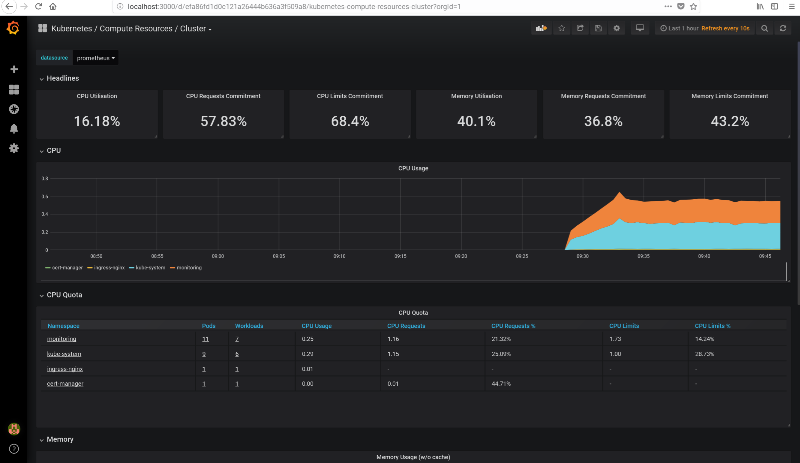 localhost:3000/d/efa86fd1d0c121a26444b636a3f509a8/kubernetes-compute-resources-cluster?orgId=1
Kubernetes / Compute Resources / Cluster
Last 1 hour Refresh every 10s
datasource prometheus
Headlines
CPU Utilisation CPU Requests Commitment CPU Limits Commitment Memory Utilisation Memory Requests Commitment Memory Limits Commitment
16.18% 57.83% 68.4% 40.1% 36.8% 43.2%
CPU
CPU Usage
0.8
0.6
0.4
0.2
0
08:50 08:55 09:00 09:05 09:10 09:15 09:20 09:25 09:30 09:35 09:40 09:45
cert-manager ingress-nginx kube-system monitoring
CPU Quota
CPU Quota
Namespace Pods Workloads CPU Usage CPU Requests CPU Requests % CPU Limits CPU Limits %
monitoring 11 7 0.25 1.16 21.32% 1.73 14.24%
kube-system 9 6 0.29 1.15 25.09% 1.00 28.73%
ingress-nginx 1 1 0.01 - - - -
cert-manager 1 1 0.00 0.01 44.71% - -
Memory
Memory Usage (w/o cache)